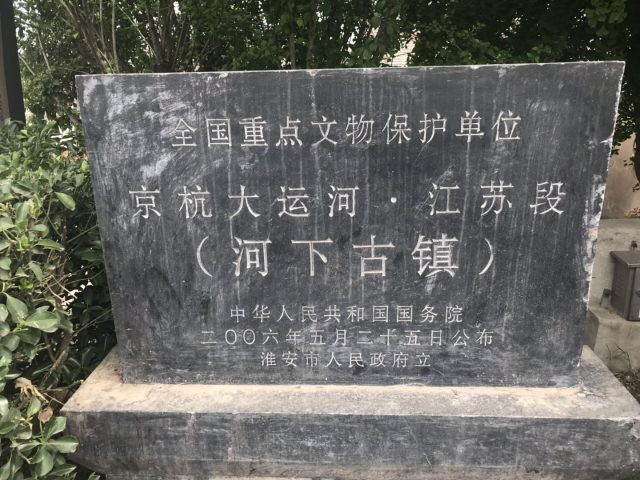 全国重点文物保护单位
京杭大运河·江苏段
（河下古镇）
中华人民共和国国务院
二〇〇六年五月二十五日公布
淮安市人民政府立